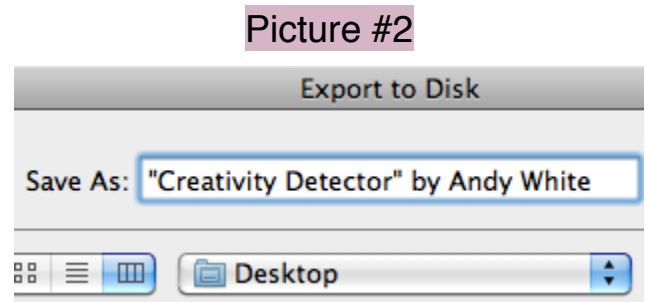 Picture #2
Export to Disk
Save As: "Creativity Detector" by Andy White
Desktop